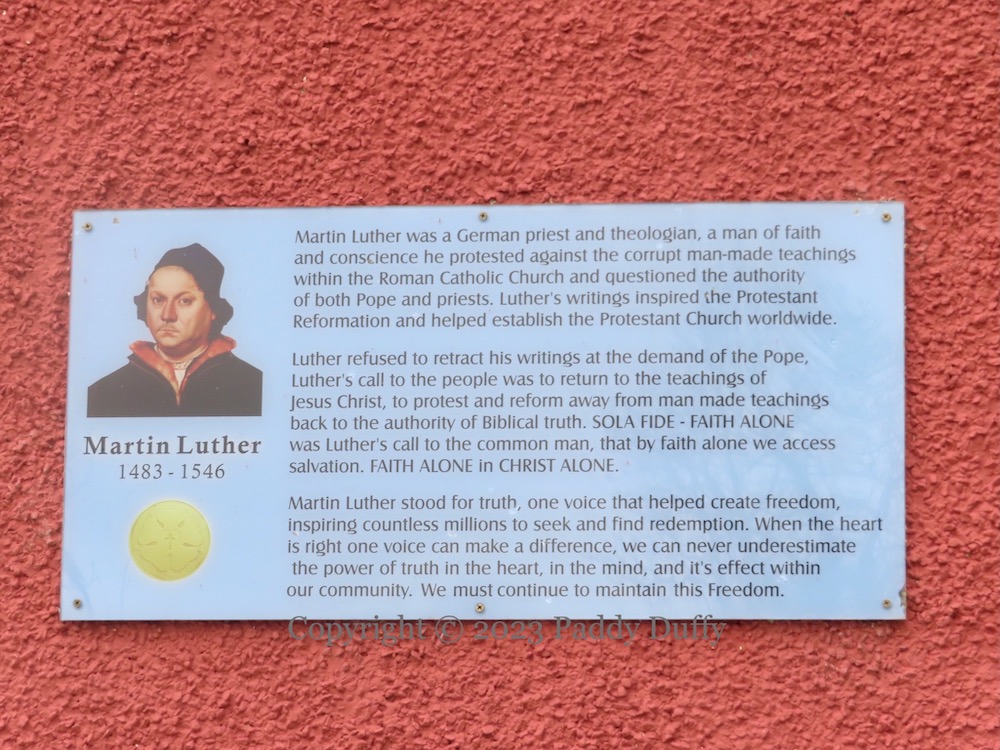 Martin Luther was a German priest and theologian, a man of faith
and conscience he protested against the corrupt man-made teachings
within the Roman Catholic Church and questioned the authority
of both Pope and priests. Luther's writings inspired the Protestant
Reformation and helped establish the Protestant Church worldwide.
Luther refused to retract his writings at the demand of the Pope,
Luther's call to the people was to return to the teachings of
Jesus Christ, to protest and reform away from man made teachings
back to the authority of Biblical truth. SOLA FIDE - FAITH ALONE
was Luther's call to the common man, that by faith alone we access
salvation. FAITH ALONE in CHRIST ALONE.
Martin Luther stood for truth, one voice that helped create freedom,
inspiring countless millions to seek and find redemption. When the heart
is right one voice can make a difference, we can never underestimate
the power of truth in the heart, in the mind, and it's effect within
our community. We must continue to maintain this Freedom.
Martin Luther
1483 - 1546
Copyright © 2023 Paddy Duffy